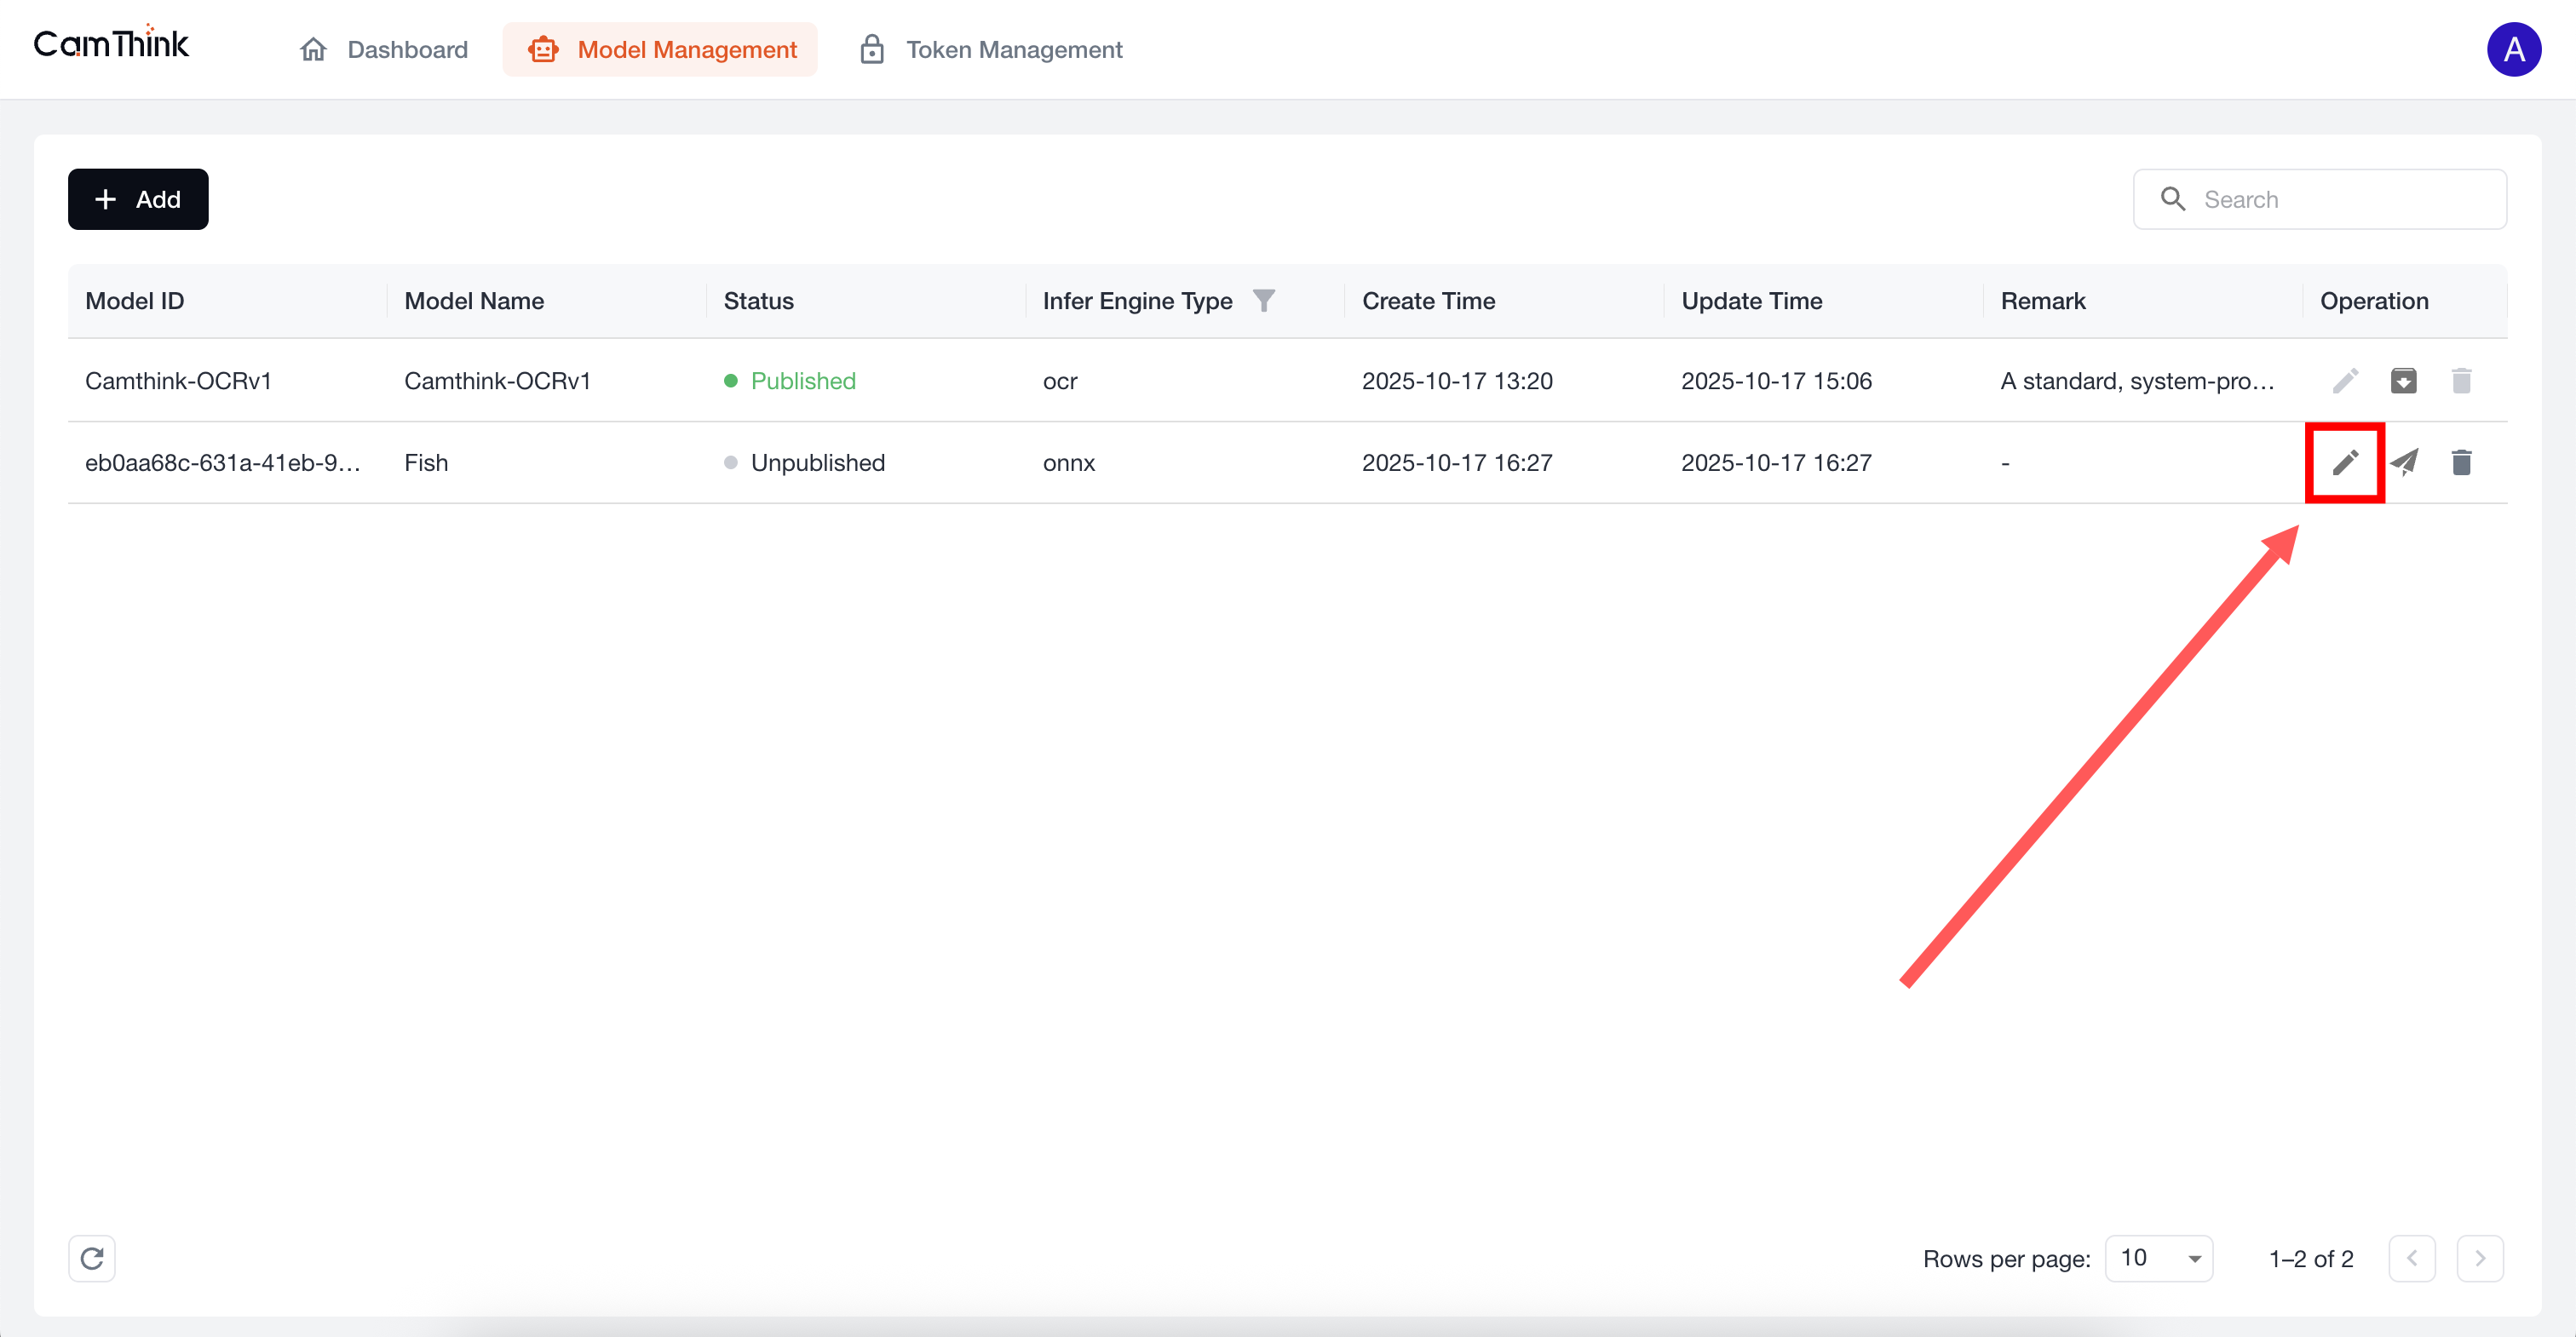 CamThink
Dashboard
Model Management
Token Management
A
Add
Search
Model ID Model Name Status Infer Engine Type Create Time Update Time Remark Operation
Camthink-OCRv1 Camthink-OCRv1 Published ocr 2025-10-17 13:20 2025-10-17 15:06 A standard, system-pro...
eb0aa68c-631a-41eb-9... Fish Unpublished onnx 2025-10-17 16:27 2025-10-17 16:27 -
Rows per page: 10 1–2 of 2